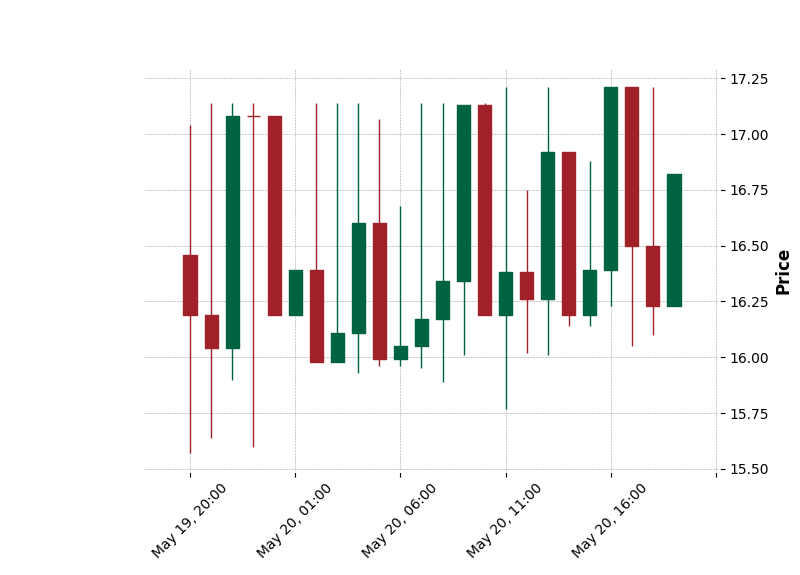 17.25
17.00
16.75
16.50
16.25
16.00
15.75
15.50
Price
May 19, 20:00
May 20, 01:00
May 20, 06:00
May 20, 11:00
May 20, 16:00